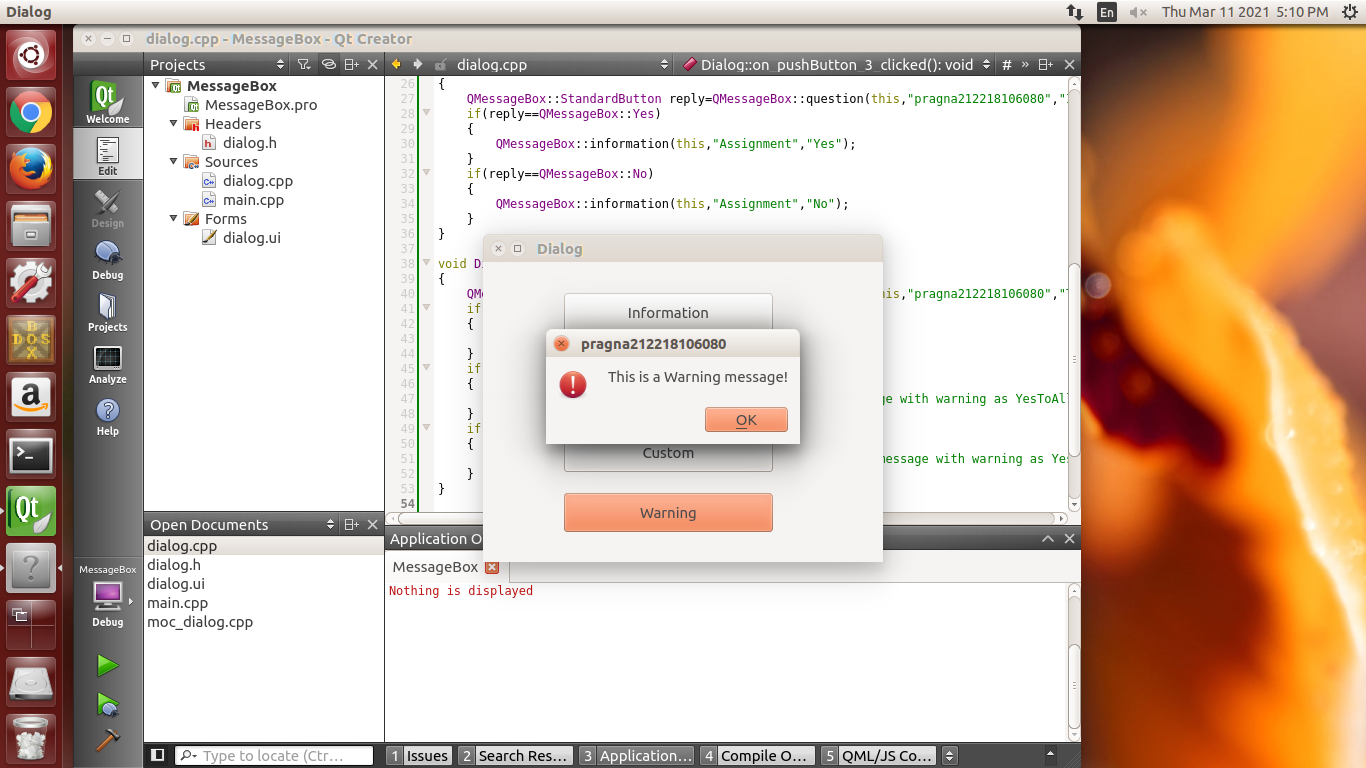 Dialog
En
Thu Mar 11 2021 5:10 PM
dialog.cpp - MessageBox - Qt Creator
Projects
dialog.cpp
Dialog::on_pushButton_3_clicked(): void
#
»
Qt
Welcome
Edit
Design
Debug
Projects
Analyze
Help
MessageBox
Debug
MessageBox
MessageBox.pro
Headers
dialog.h
Sources
dialog.cpp
main.cpp
Forms
dialog.ui
26 {
27 QMessageBox::StandardButton reply=QMessageBox::question(this,"pragna212218106080","
28 if(reply==QMessageBox::Yes)
29 {
30 QMessageBox::information(this,"Assignment","Yes");
31 }
32 if(reply==QMessageBox::No)
33 {
34 QMessageBox::information(this,"Assignment","No");
35 }
36 }
37
38 void D
39 {
40 QM his,"pragna212218106080","
41 if
42 {
43
44 }
45 if
46 {
47 ge with warning as YesToAll
48 }
49 if
50 {
51 message with warning as Yes
52 }
53 }
54
Dialog
Information
pragna212218106080
This is a Warning message!
OK
Custom
Warning
Open Documents
dialog.cpp
dialog.h
dialog.ui
main.cpp
moc_dialog.cpp
Application O
MessageBox
Nothing is displayed
Type to locate (Ctr...
1 Issues
2 Search Res...
3 Application...
4 Compile O...
5 QML/JS Co...
DOS
BOX
a
>_
Qt
?